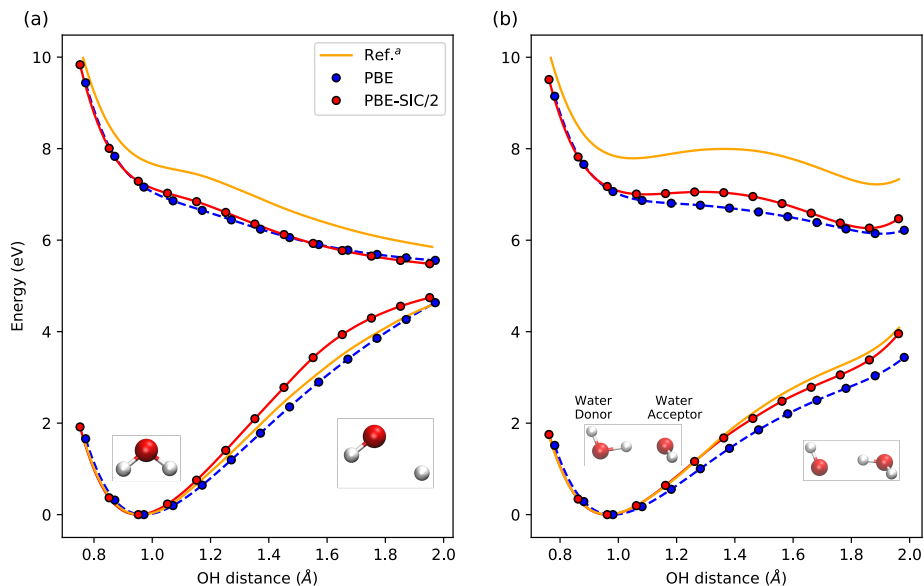 (a)
(b)
Ref.ᵃ
PBE
PBE-SIC/2
Energy (eV)
10
8
6
4
2
0
0.8 1.0 1.2 1.4 1.6 1.8 2.0
OH distance (Å)
10
8
6
4
2
0
Water Water
Donor Acceptor
0.8 1.0 1.2 1.4 1.6 1.8 2.0
OH distance (Å)